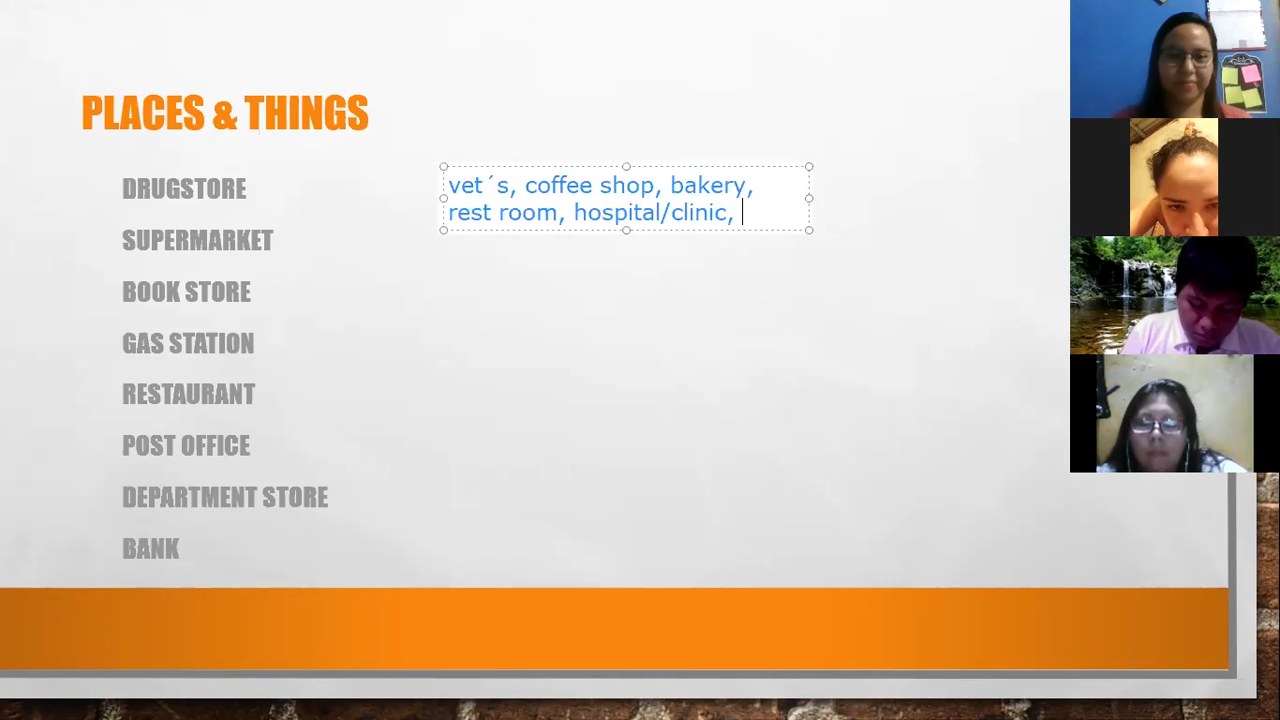 PLACES & THINGS
DRUGSTORE
SUPERMARKET
BOOK STORE
GAS STATION
RESTAURANT
POST OFFICE
DEPARTMENT STORE
BANK
vet´s, coffee shop, bakery,
rest room, hospital/clinic,